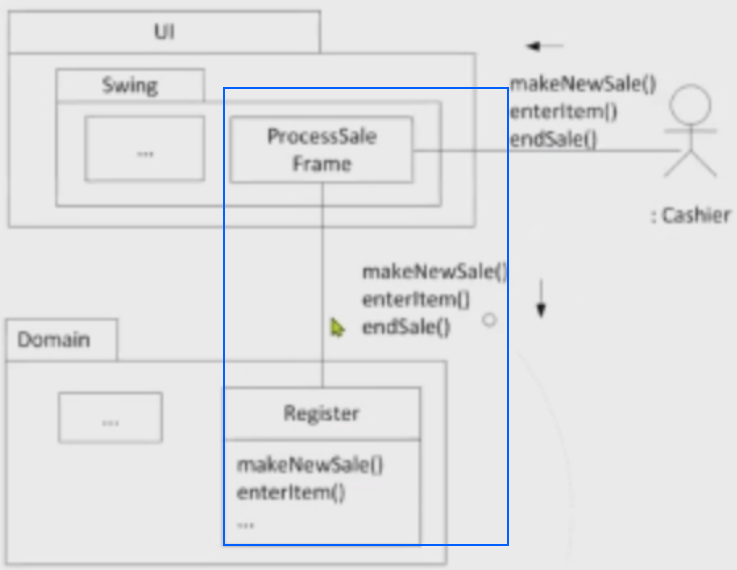 UI
Swing
...
ProcessSale
Frame
makeNewSale()
enterItem()
endSale()
: Cashier
makeNewSale()
enterItem()
endSale()
Domain
...
Register
makeNewSale()
enterItem()
...